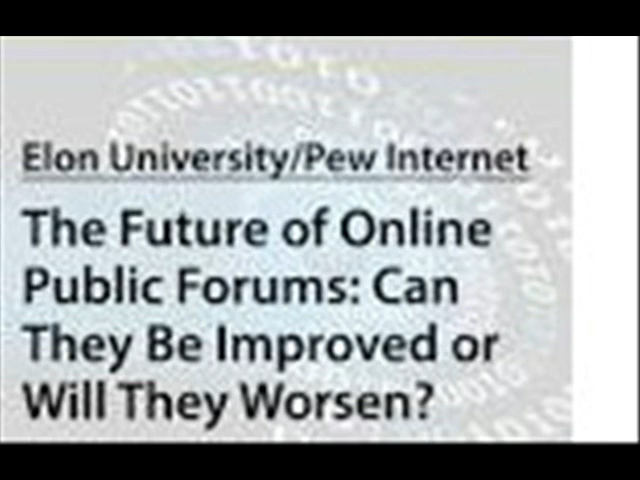 Elon University/Pew Internet
The Future of Online
Public Forums: Can
They Be Improved or
Will They Worsen?